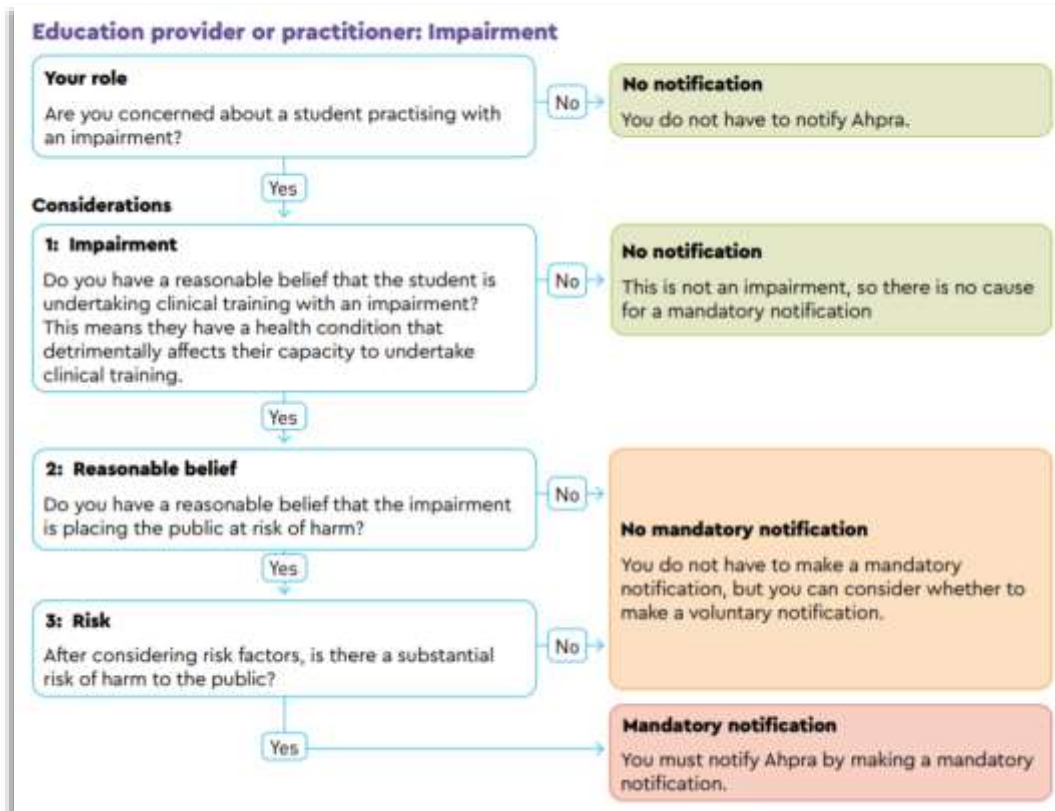 Education provider or practitioner: Impairment
Your role
Are you concerned about a student practising with
an impairment?
No
No notification
You do not have to notify Ahpra.
Yes
Considerations
1: Impairment
Do you have a reasonable belief that the student is
undertaking clinical training with an impairment?
This means they have a health condition that
detrimentally affects their capacity to undertake
clinical training.
No
No notification
This is not an impairment, so there is no cause
for a mandatory notification
Yes
2: Reasonable belief
Do you have a reasonable belief that the impairment
is placing the public at risk of harm?
No
No mandatory notification
You do not have to make a mandatory
notification, but you can consider whether to
make a voluntary notification.
Yes
3: Risk
After considering risk factors, is there a substantial
risk of harm to the public?
No
Yes
Mandatory notification
You must notify Ahpra by making a mandatory
notification.